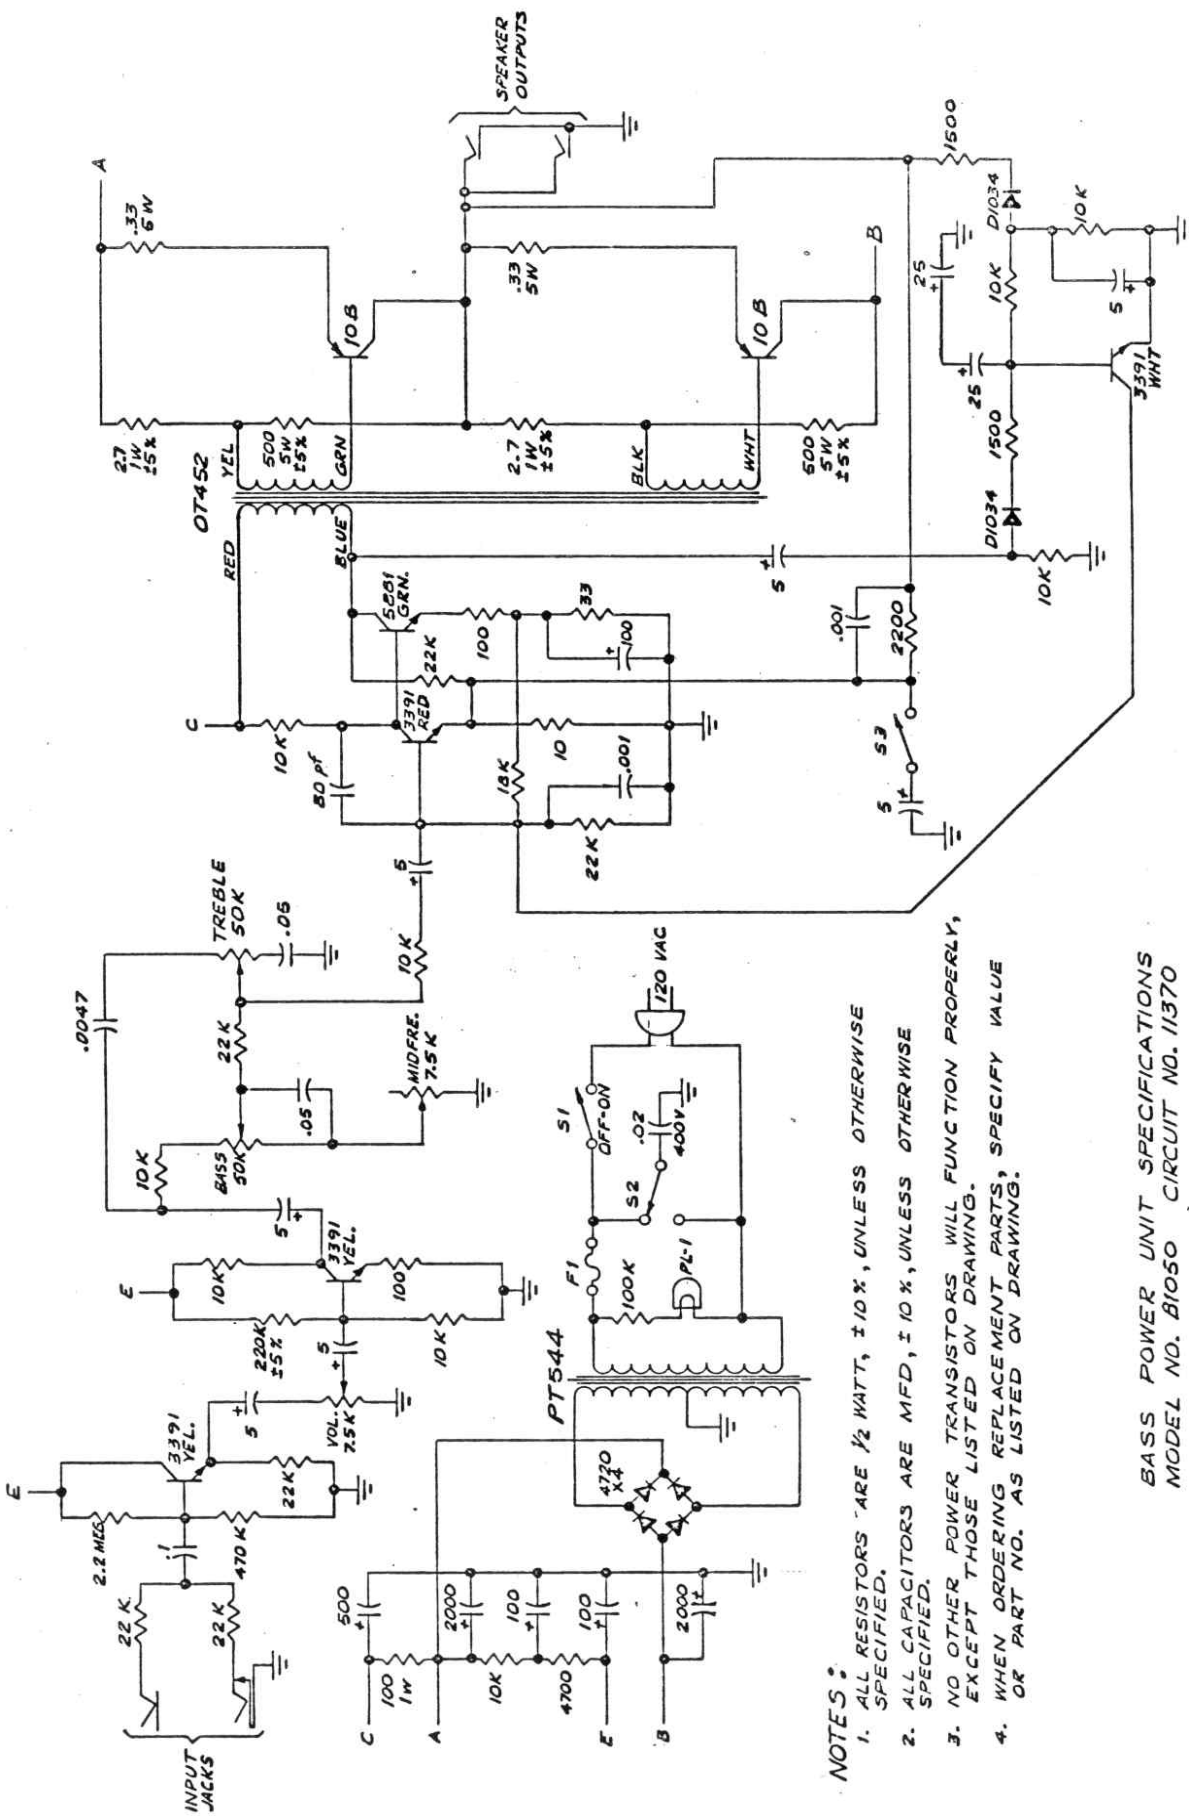 INPUT
JACKS
22 K
22 K
.1
2.2 MEG
470 K
E
3391
YEL.
22K
5
+
VOL.
7.5K
5
+
E
220K
±5%
10K
10K
3391
YEL.
100
5
+
10K
BASS
50K
.05
22K
MIDFRE.
7.5 K
.0047
TREBLE
50K
.05
10K
5
+
C
10K
80 pf
3391
RED
22K
5881
GRN.
100
18K
22K
.001
10
100
+
33
RED
BLUE
OT452
YEL
GRN
BLK
WHT
2.7
1W
±5%
500
5W
±5%
2.7
1W
±5%
500
5W
±5%
10B
10B
.33
5W
.33
5W
A
B
SPEAKER
OUTPUTS
5
+
S3
5
+
.001
2200
10K
D1034
1500
25
+
25
+
10K
D1034
1500
10K
5
+
3391
WHT
C
A
E
B
100
1W
10K
4700
500
+
2000
+
100
+
100
+
2000
+
4720
X4
PT544
F1
100K
PL-1
S1
OFF-ON
S2
.02
400V
120 VAC
NOTES:
1. ALL RESISTORS ARE ½ WATT, ±10%, UNLESS OTHERWISE
SPECIFIED.
2. ALL CAPACITORS ARE MFD, ±10%, UNLESS OTHERWISE
SPECIFIED.
3. NO OTHER POWER TRANSISTORS WILL FUNCTION PROPERLY,
EXCEPT THOSE LISTED ON DRAWING.
4. WHEN ORDERING REPLACEMENT PARTS, SPECIFY VALUE
OR PART NO. AS LISTED ON DRAWING.
BASS POWER UNIT SPECIFICATIONS
MODEL NO. B1050 CIRCUIT NO. 11370